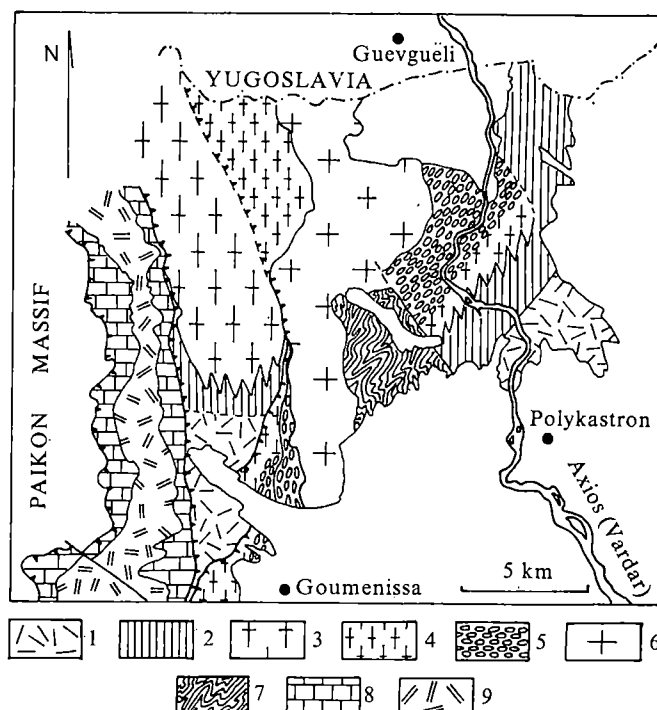 N
Guevgueli
YUGOSLAVIA
PAIKON MASSIF
Polykastron
Axios (Vardar)
Goumenissa
5 km
1 2 3 4 5 6
7 8 9